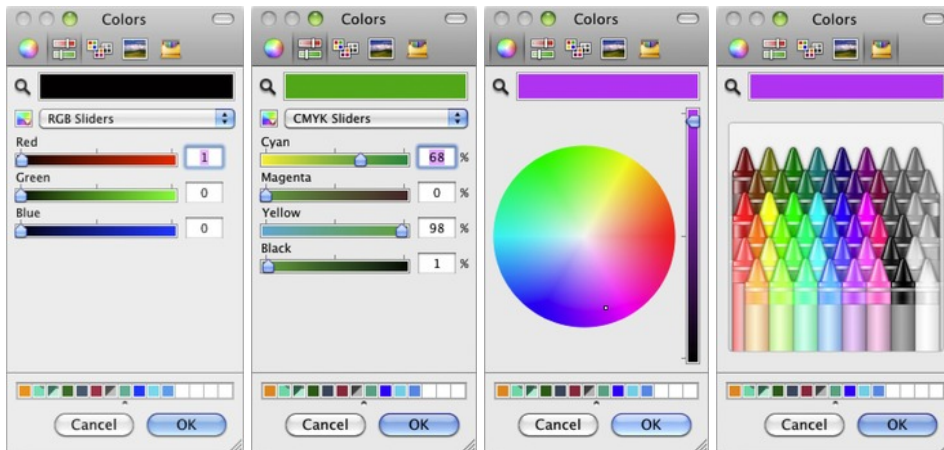 Colors
RGB Sliders
Red
1
Green
0
Blue
0
Cancel OK
Colors
CMYK Sliders
Cyan
68 %
Magenta
0 %
Yellow
98 %
Black
1 %
Cancel OK
Colors
Cancel OK
Colors
Cancel OK